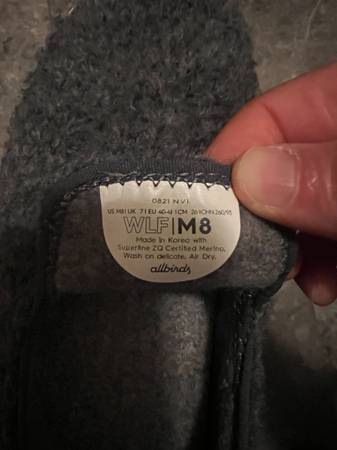 0821 NV1
US M8 | UK 7 | EU 40-41 | CM 26 | CHN 260/95
WLF|M8
Made in Korea with
Superfine ZQ Certified Merino,
Wash on delicate, Air Dry.
allbirds